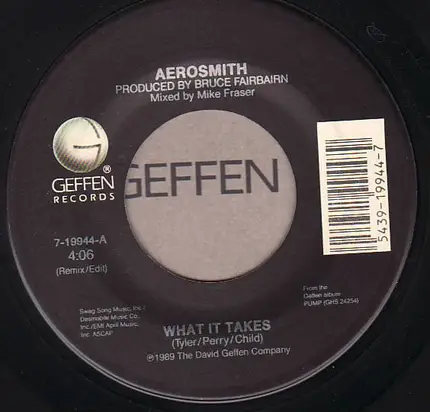 AEROSMITH
PRODUCED BY BRUCE FAIRBAIRN
Mixed by Mike Fraser
G
GEFFEN
RECORDS
®
GEFFEN
5439-19944-7
7-19944-A
4:06
(Remix/Edit)
Swag Song Music, Inc./
Desmobile Music Co.,
Inc./EMI April Music,
Inc. ASCAP
From the
Geffen album
PUMP (GHS 24254)
WHAT IT TAKES
(Tyler/Perry/Child)
℗1989 The David Geffen Company